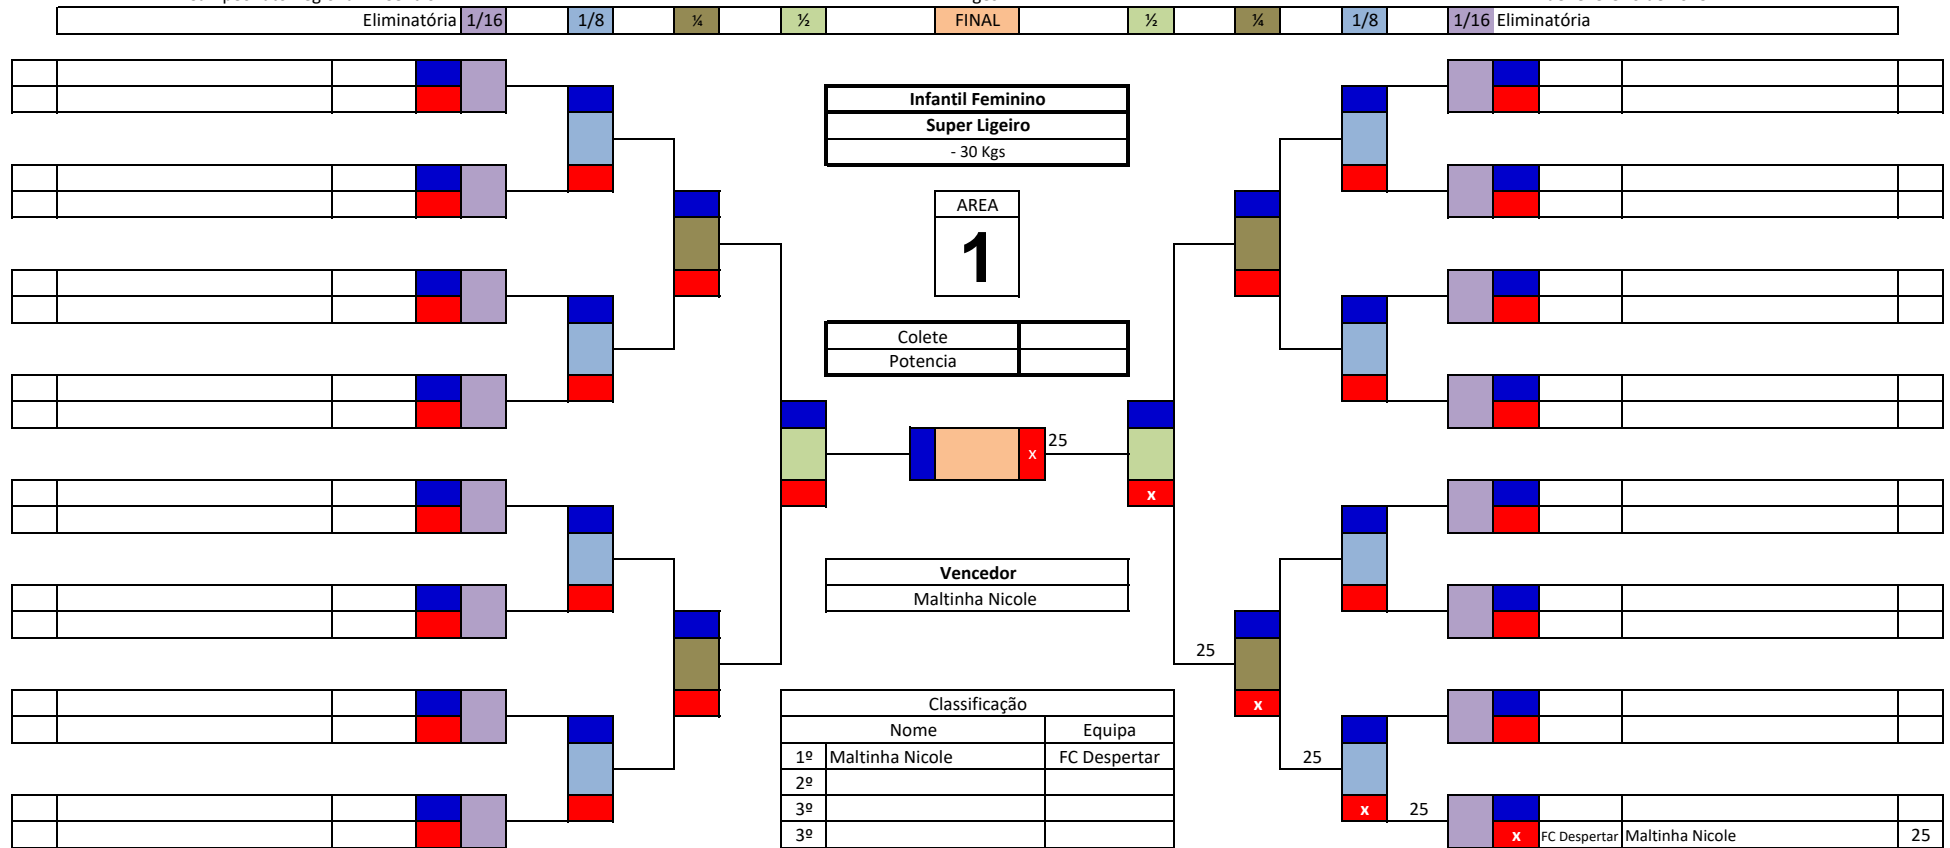 Eliminatória 1/16 1/8 ¼ ½ FINAL ½ ¼ 1/8 1/16 Eliminatória
Infantil Feminino
Super Ligeiro
- 30 Kgs
AREA
1
Colete
Potencia
x 25
x
Vencedor
Maltinha Nicole
25
x
Classificação
Nome Equipa
1º Maltinha Nicole FC Despertar
2º
3º
3º
25
x 25
x FC Despertar Maltinha Nicole 25